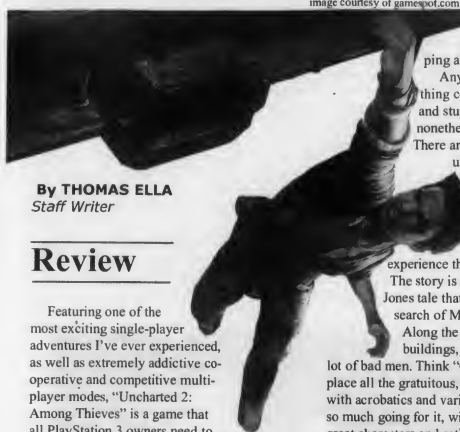 image courtesy of gamespot.com
By THOMAS ELLA
Staff Writer
Review
Featuring one of the
most exciting single-player
adventures I've ever experienced,
as well as extremely addictive co-
operative and competitive multi-
player modes, "Uncharted 2:
Among Thieves" is a game that
all PlayStation 3 owners need to
ping a
Any
thing c
and stu
nonethe
There ar
u
experience th
The story is
Jones tale that
search of M
Along the
buildings,
lot of bad men. Think "
place all the gratuitous,
with acrobatics and vari
so much going for it, wi